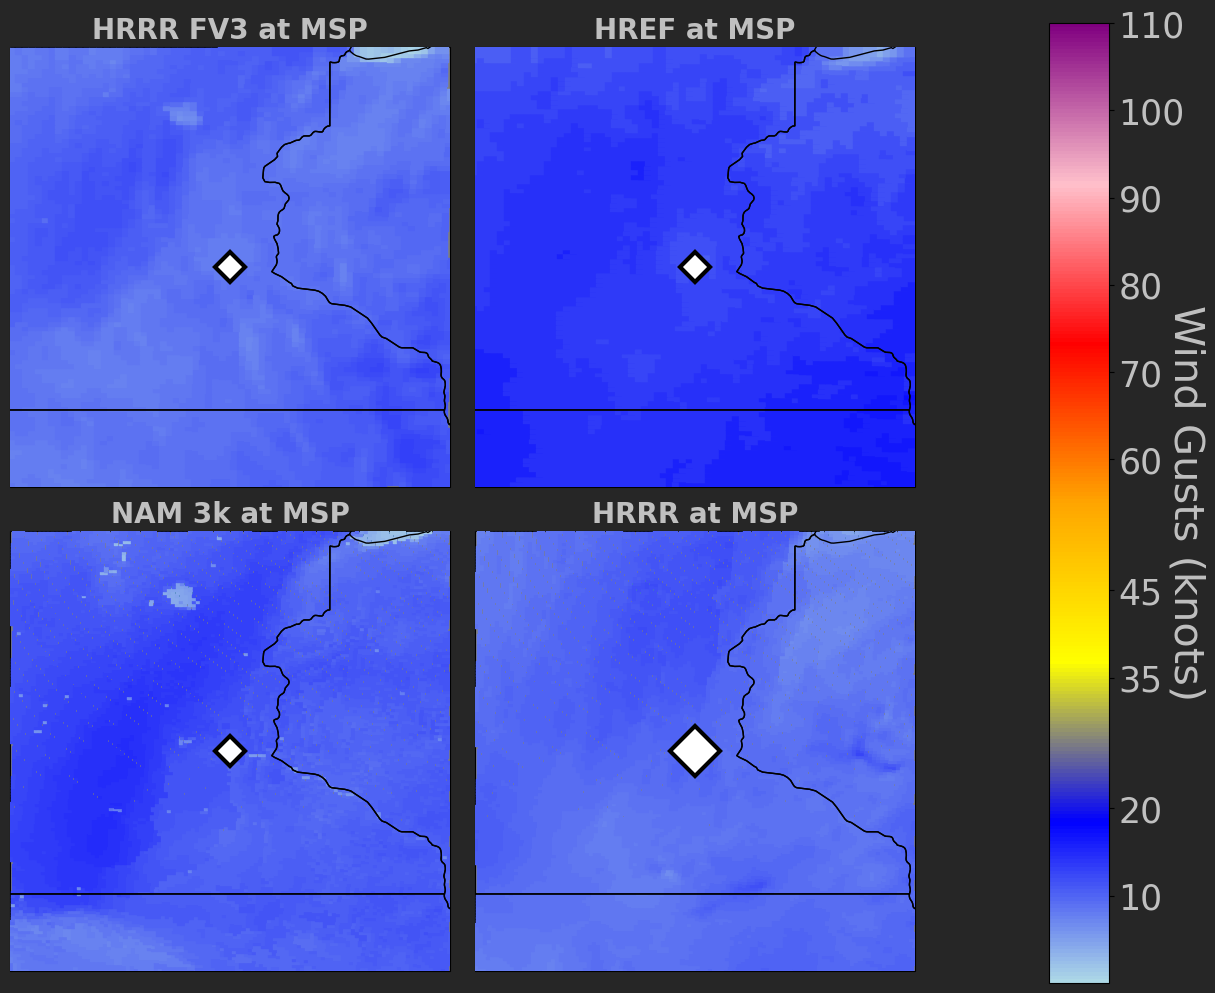 HRRR FV3 at MSP
HREF at MSP
NAM 3k at MSP
HRRR at MSP
110
100
90
80
70
60
45
35
20
10
Wind Gusts (knots)